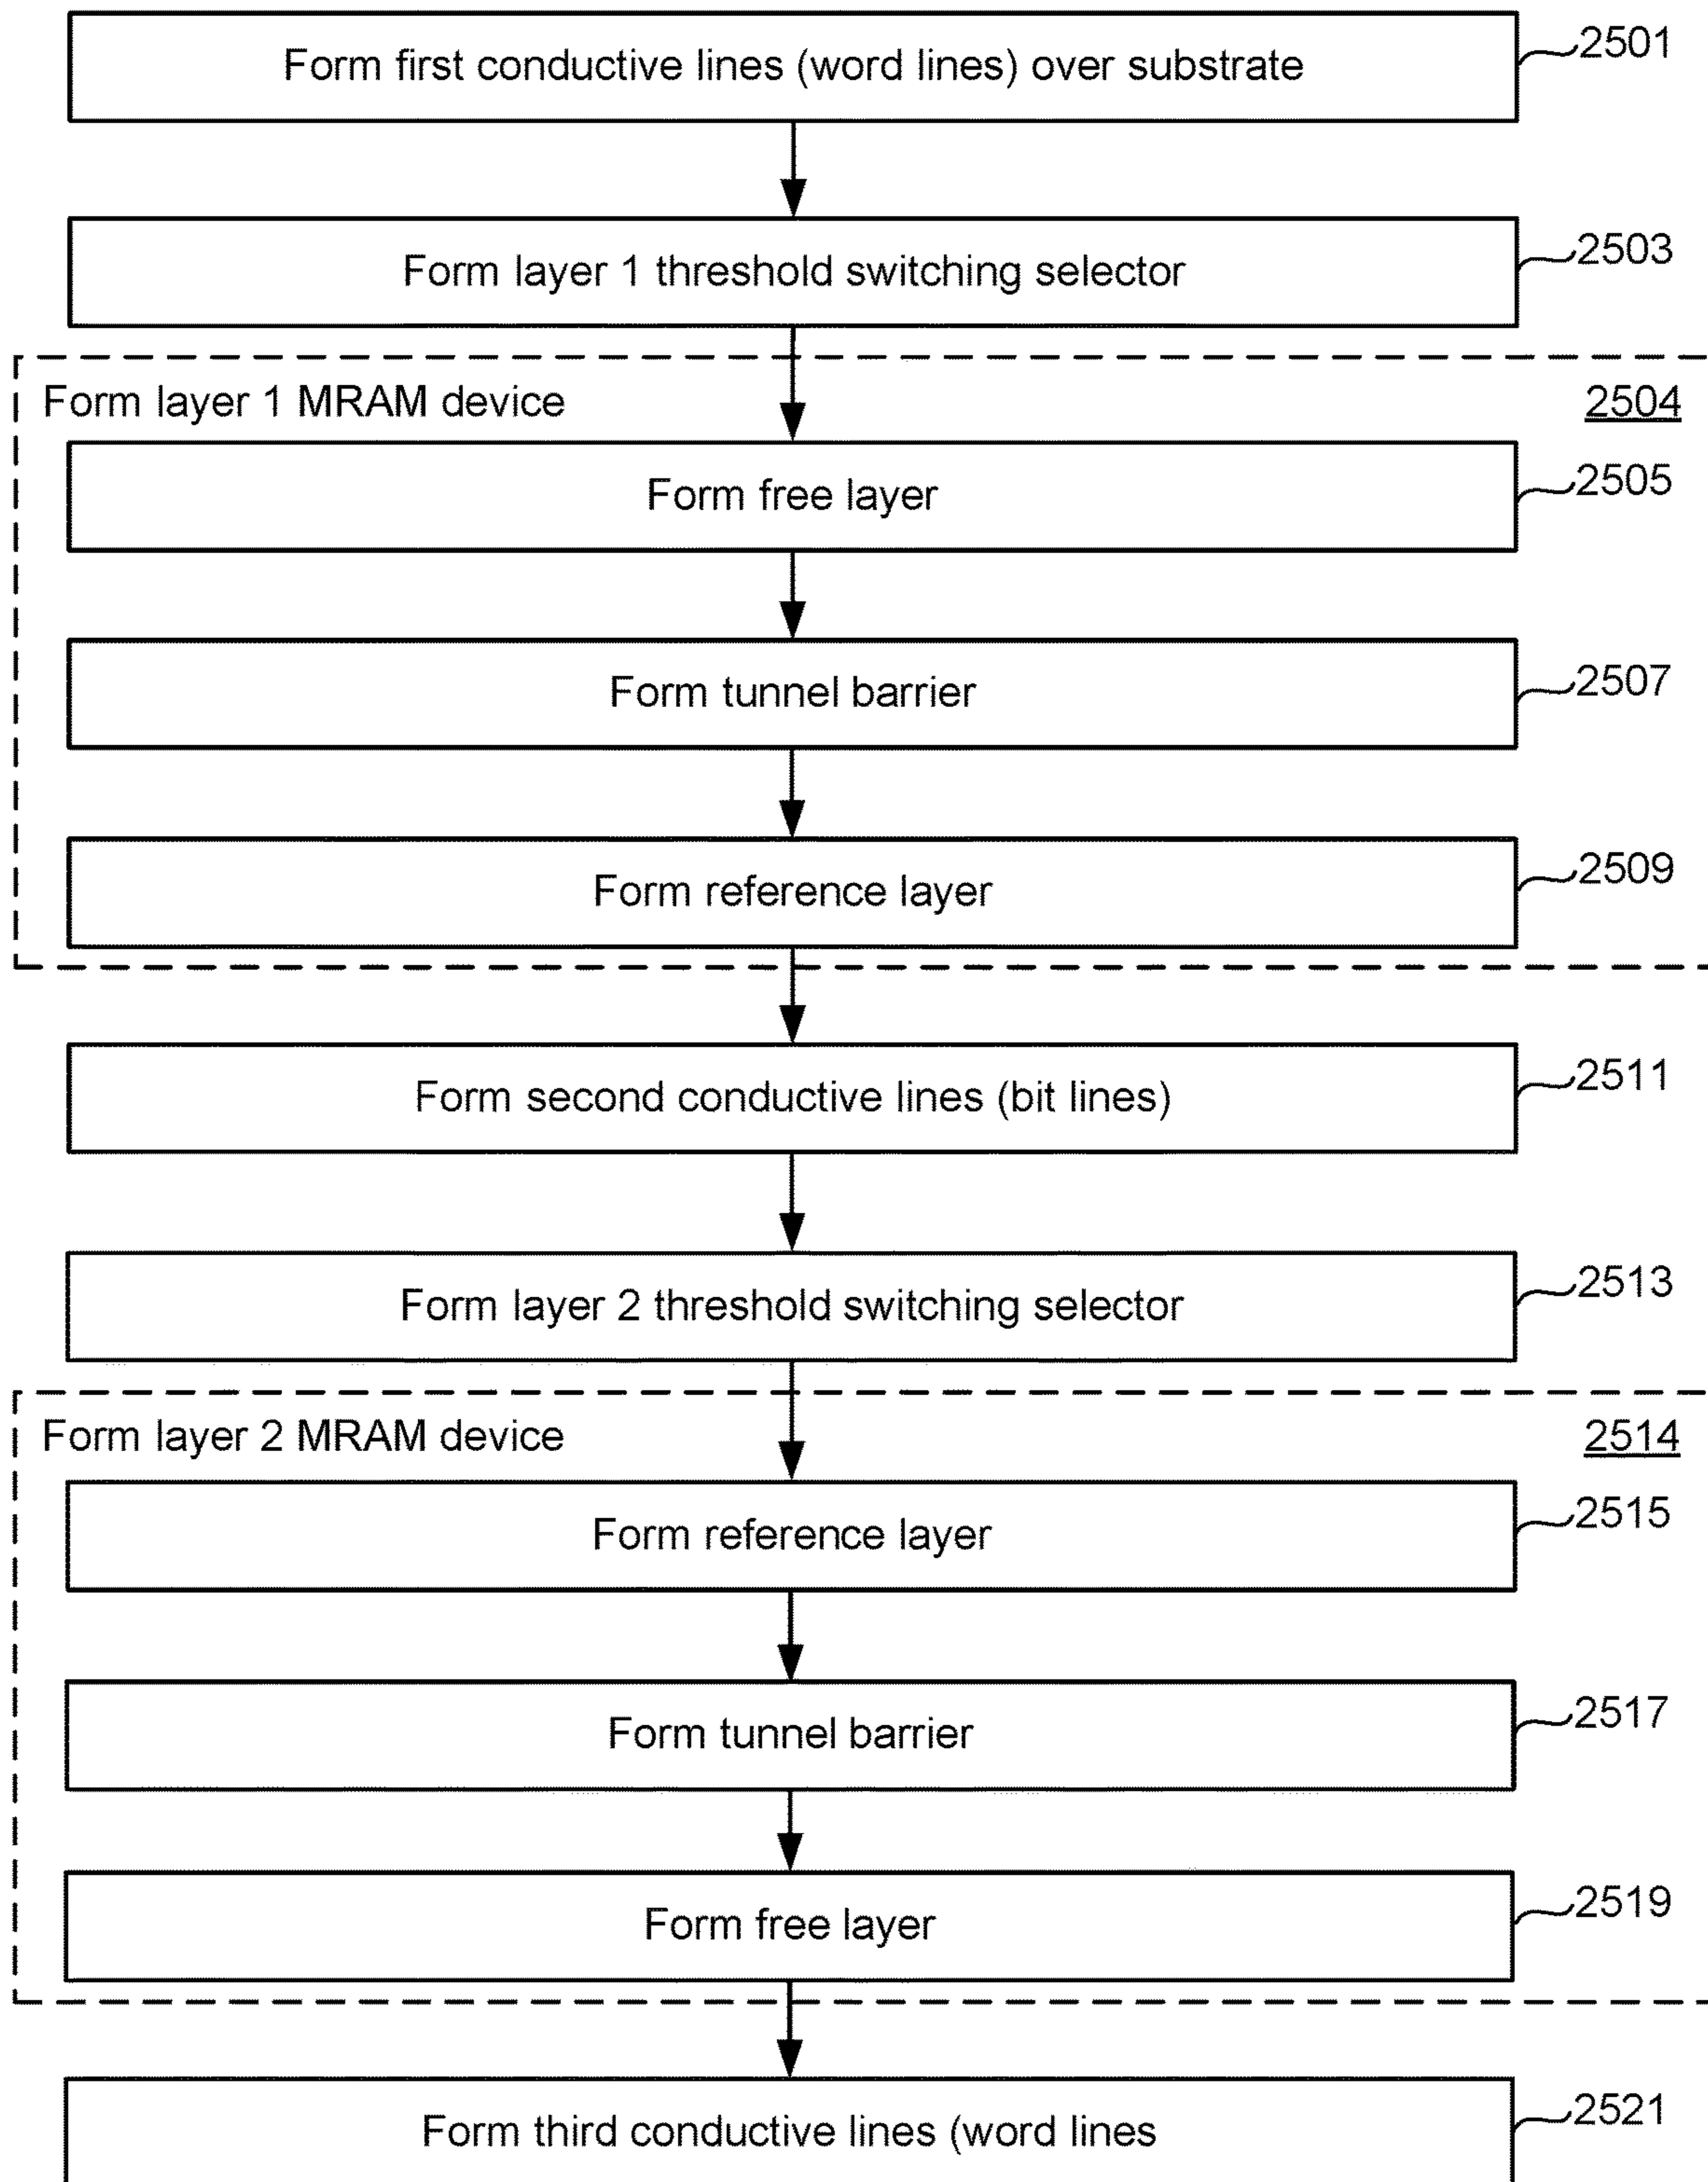 Form first conductive lines (word lines) over substrate
2501
Form layer 1 threshold switching selector
2503
Form layer 1 MRAM device
2504
Form free layer
2505
Form tunnel barrier
2507
Form reference layer
2509
Form second conductive lines (bit lines)
2511
Form layer 2 threshold switching selector
2513
Form layer 2 MRAM device
2514
Form reference layer
2515
Form tunnel barrier
2517
Form free layer
2519
Form third conductive lines (word lines
2521